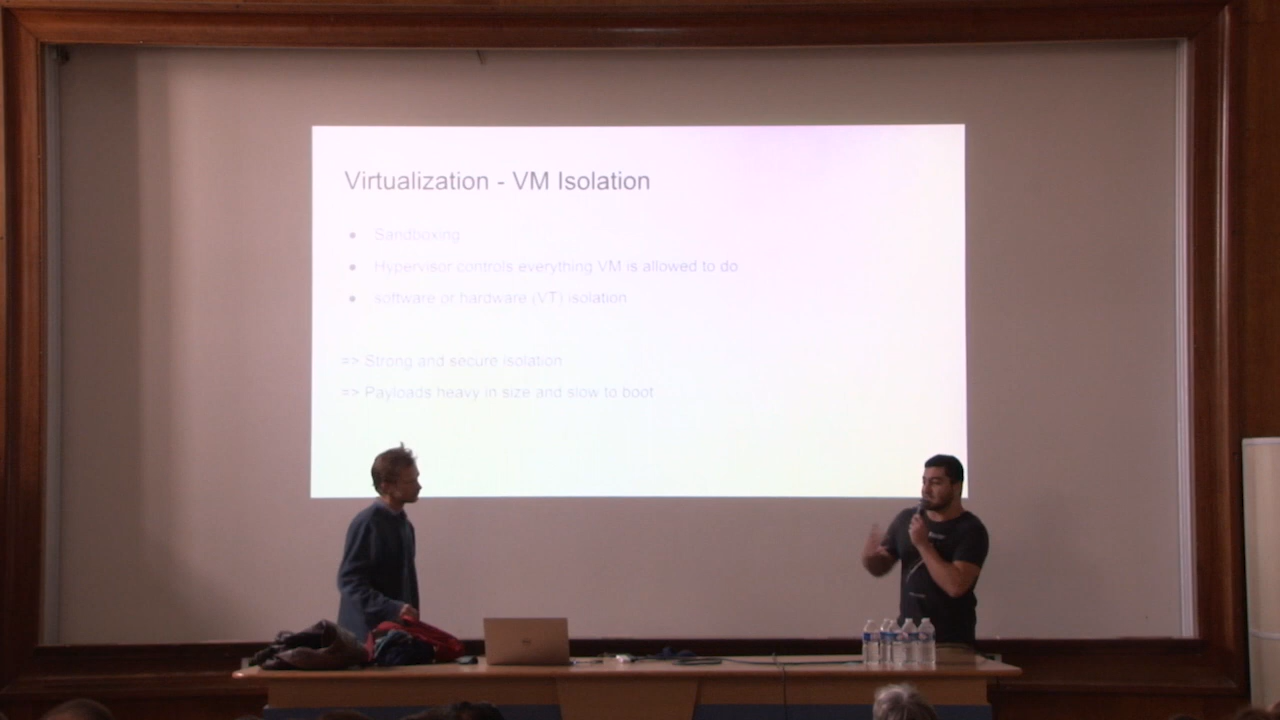 Virtualization - VM Isolation
● Sandboxing
● Hypervisor controls everything VM is allowed to do
● software or hardware (VT) isolation
=> Strong and secure isolation
=> Payloads heavy in size and slow to boot